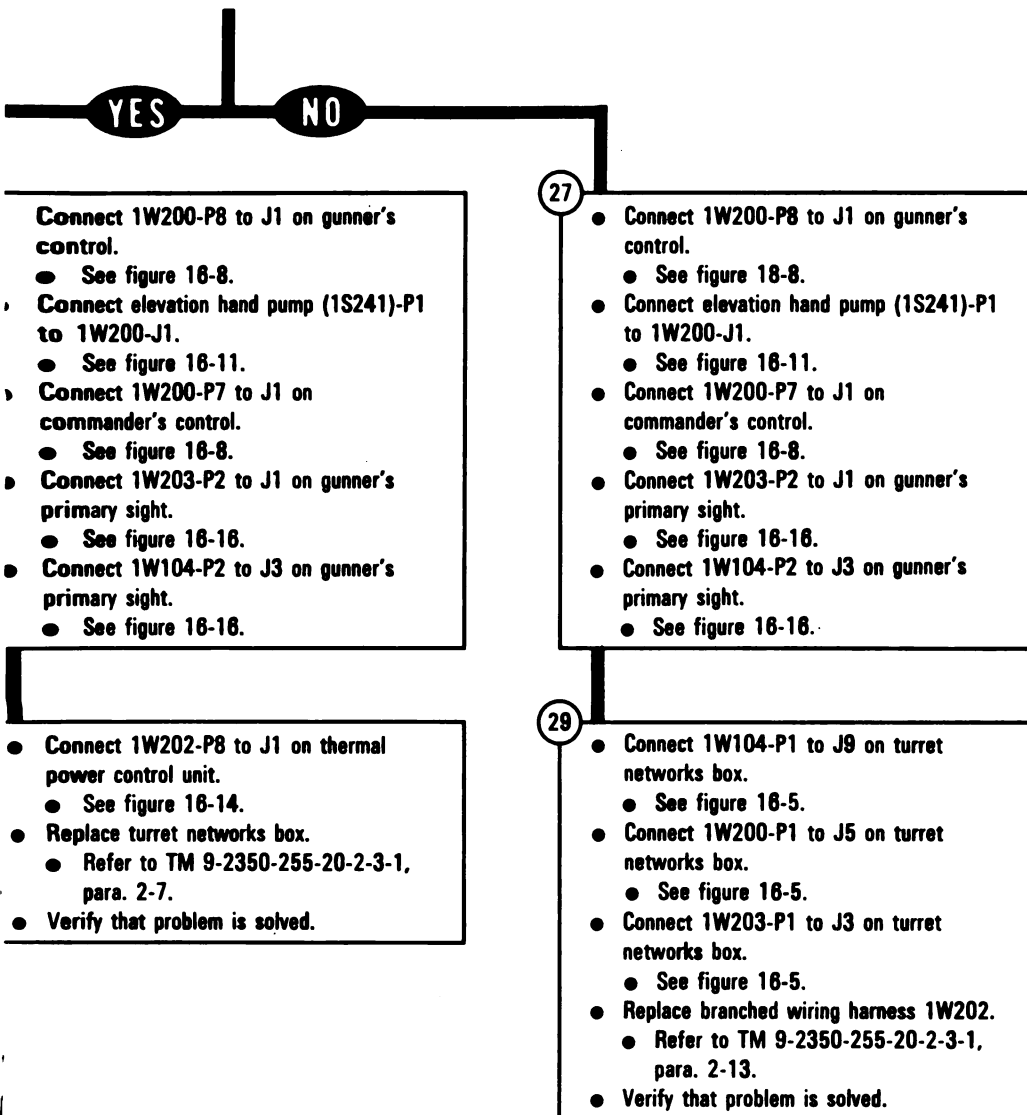 YES
NO
Connect 1W200-P8 to J1 on gunner's
control.
● See figure 16-8.
Connect elevation hand pump (1S241)-P1
to 1W200-J1.
● See figure 16-11.
Connect 1W200-P7 to J1 on
commander's control.
● See figure 16-8.
Connect 1W203-P2 to J1 on gunner's
primary sight.
● See figure 16-16.
● Connect 1W104-P2 to J3 on gunner's
primary sight.
● See figure 16-16.
● Connect 1W202-P8 to J1 on thermal
power control unit.
● See figure 16-14.
● Replace turret networks box.
● Refer to TM 9-2350-255-20-2-3-1,
para. 2-7.
● Verify that problem is solved.
27
● Connect 1W200-P8 to J1 on gunner's
control.
● See figure 18-8.
● Connect elevation hand pump (1S241)-P1
to 1W200-J1.
● See figure 16-11.
● Connect 1W200-P7 to J1 on
commander's control.
● See figure 16-8.
● Connect 1W203-P2 to J1 on gunner's
primary sight.
● See figure 16-16.
● Connect 1W104-P2 to J3 on gunner's
primary sight.
● See figure 16-16.
29
● Connect 1W104-P1 to J9 on turret
networks box.
● See figure 16-5.
● Connect 1W200-P1 to J5 on turret
networks box.
● See figure 16-5.
● Connect 1W203-P1 to J3 on turret
networks box.
● See figure 16-5.
● Replace branched wiring harness 1W202.
● Refer to TM 9-2350-255-20-2-3-1,
para. 2-13.
● Verify that problem is solved.